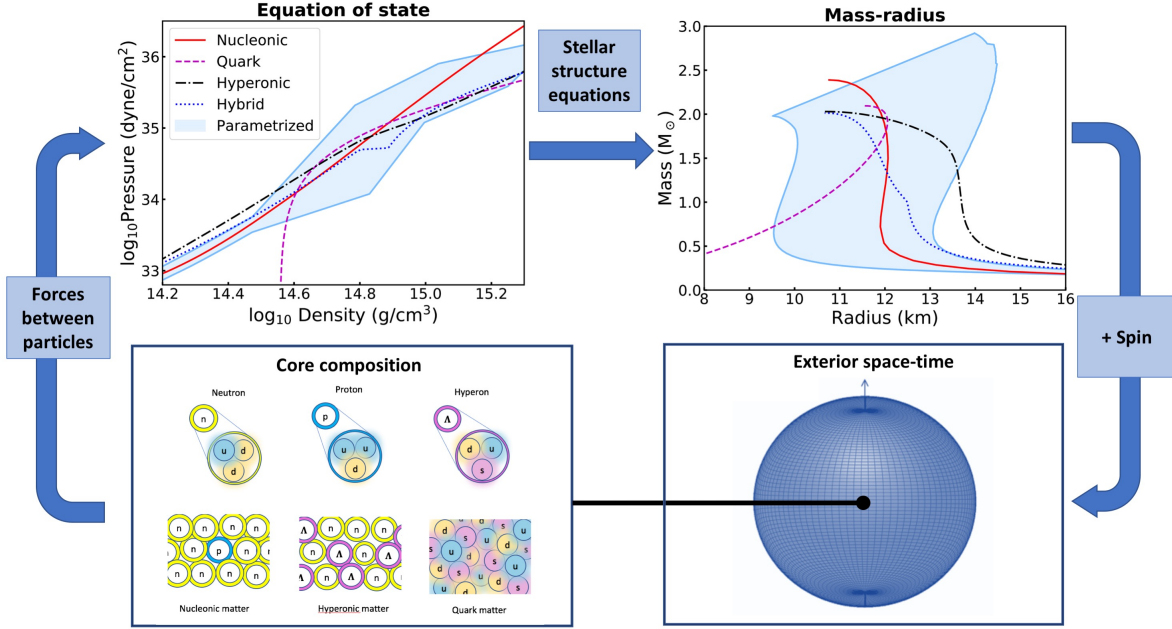 Equation of state
log10Pressure (dyne/cm2)
36
35
34
33
Nucleonic
Quark
Hyperonic
Hybrid
Parametrized
14.2
14.4
14.6
14.8
15.0
15.2
log10 Density (g/cm3)
Stellar
structure
equations
Mass-radius
Mass (M⊙)
3.0
2.5
2.0
1.5
1.0
0.5
0.0
8
9
10
11
12
13
14
15
16
Radius (km)
Forces
between
particles
+ Spin
Core composition
Neutron
Proton
Hyperon
n
p
Λ
u d
d
u u
d
d u
s
n n n
n p n n
n n n
Λ n n
n Λ Λ
Λ n Λ n
u s
d s u
s u d
s d s u
d u s
u d
Nucleonic matter
Hyperonic matter
Quark matter
Exterior space-time